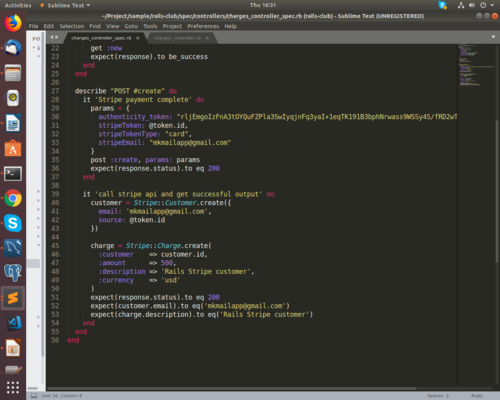 Activities Sublime Text Thu 16:31
~/Project/sample/rails-club/spec/controllers/charges_controller_spec.rb (rails-club) - Sublime Text (UNREGISTERED)
File Edit Selection Find View Goto Tools Project Preferences Help
FO charges_controller_spec.rb charges_controller.rb
22 get :new
23 expect(response).to be_success
24 end
25 end
26
27 describe "POST #create" do
28 it 'Stripe payment complete' do
29 params = {
30 authenticity_token:
31 stripeToken: @token.id,
32 stripeTokenType: "card",
33 stripeEmail: "mkmailapp@gmail.com"
34 }
35 post :create, params: params
36 expect(response.status).to eq 200
37 end
38
39 it 'call stripe api and get successful output' do
40 customer = Stripe::Customer.create({
41 email: 'mkmailapp@gmail.com',
42 source: @token.id
43 })
44
45 charge = Stripe::Charge.create(
46 :customer => customer.id,
47 :amount => 500,
48 :description => 'Rails Stripe customer',
49 :currency => 'usd'
50 )
51 expect(response.status).to eq 200
52 expect(customer.email).to eq('mkmailapp@gmail.com')
53 expect(charge.description).to eq('Rails Stripe customer')
54 end
55 end
56 end
Line 16, Column 8 Spaces: 2 Ruby